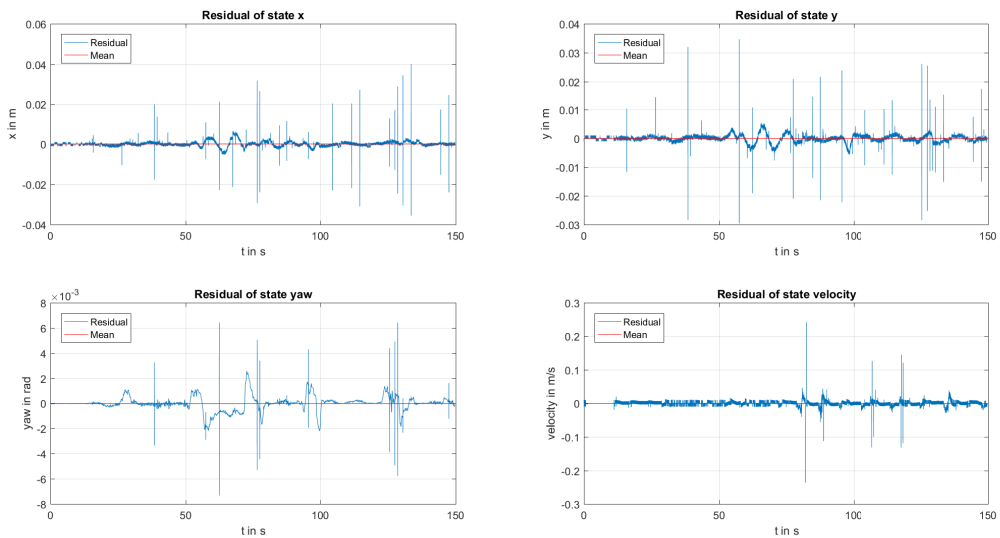 Residual of state x
0.06
0.04
0.02
0
-0.02
-0.04
x in m
Residual
Mean
0
50
100
150
t in s
Residual of state y
0.04
0.03
0.02
0.01
0
-0.01
-0.02
-0.03
y in m
Residual
Mean
0
50
100
150
t in s
Residual of state yaw
×10⁻³
8
6
4
2
0
-2
-4
-6
-8
yaw in rad
Residual
Mean
0
50
100
150
t in s
Residual of state velocity
0.3
0.2
0.1
0
-0.1
-0.2
-0.3
velocity in m/s
Residual
Mean
0
50
100
150
t in s